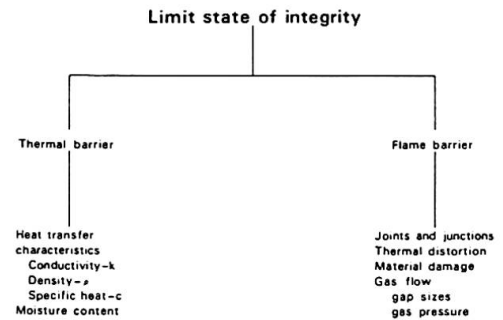 Limit state of integrity
Thermal barrier
Flame barrier
Heat transfer
characteristics
Conductivity-k
Density-ρ
Specific heat-c
Moisture content
Joints and junctions
Thermal distortion
Material damage
Gas flow
gap sizes
gas pressure